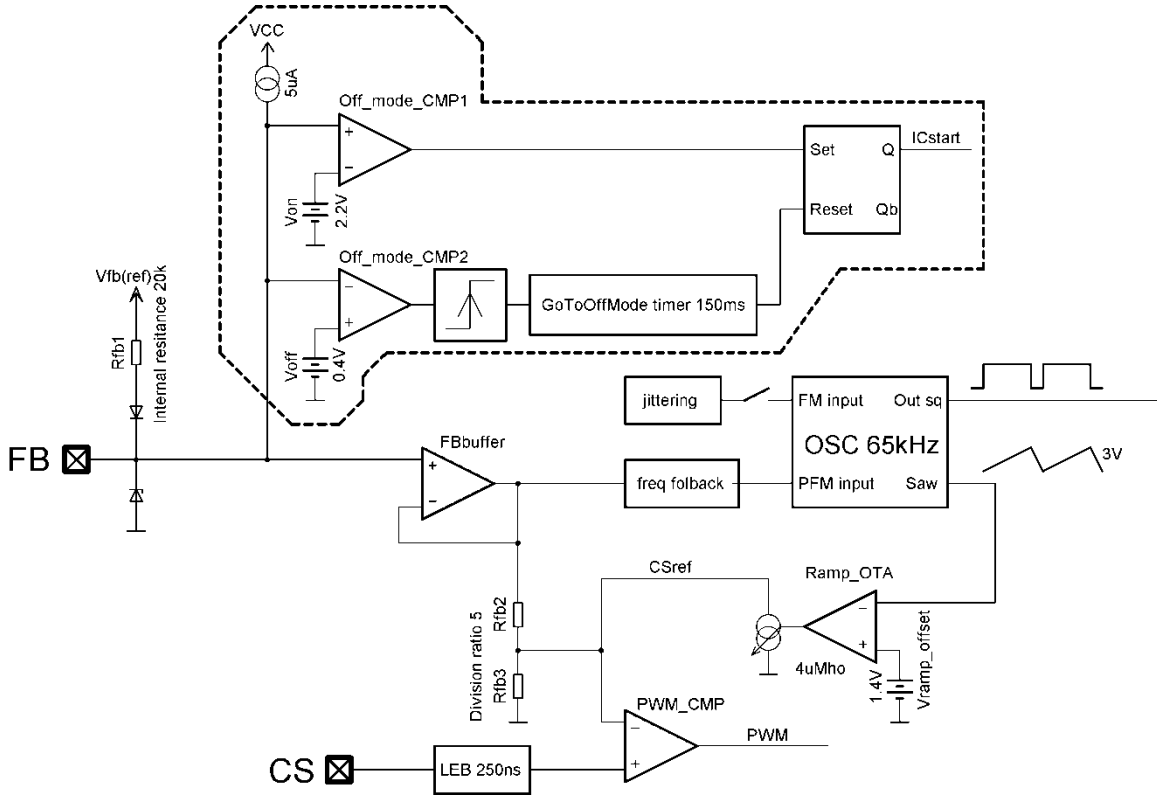 VCC
5uA
Off_mode_CMP1
+
−
Von
2.2V
Set
Q
ICstart
Reset
Qb
Off_mode_CMP2
−
+
Voff
0.4V
GoToOffMode timer 150ms
Vfb(ref)
Rfb1
Internal resitance 20k
jittering
FM input
Out sq
OSC 65kHz
3V
FB
FBbuffer
+
−
freq folback
PFM input
Saw
CSref
Ramp_OTA
−
+
4uMho
1.4V
Vramp_offset
Rfb2
Division ratio 5
Rfb3
PWM_CMP
−
+
PWM
CS
LEB 250ns